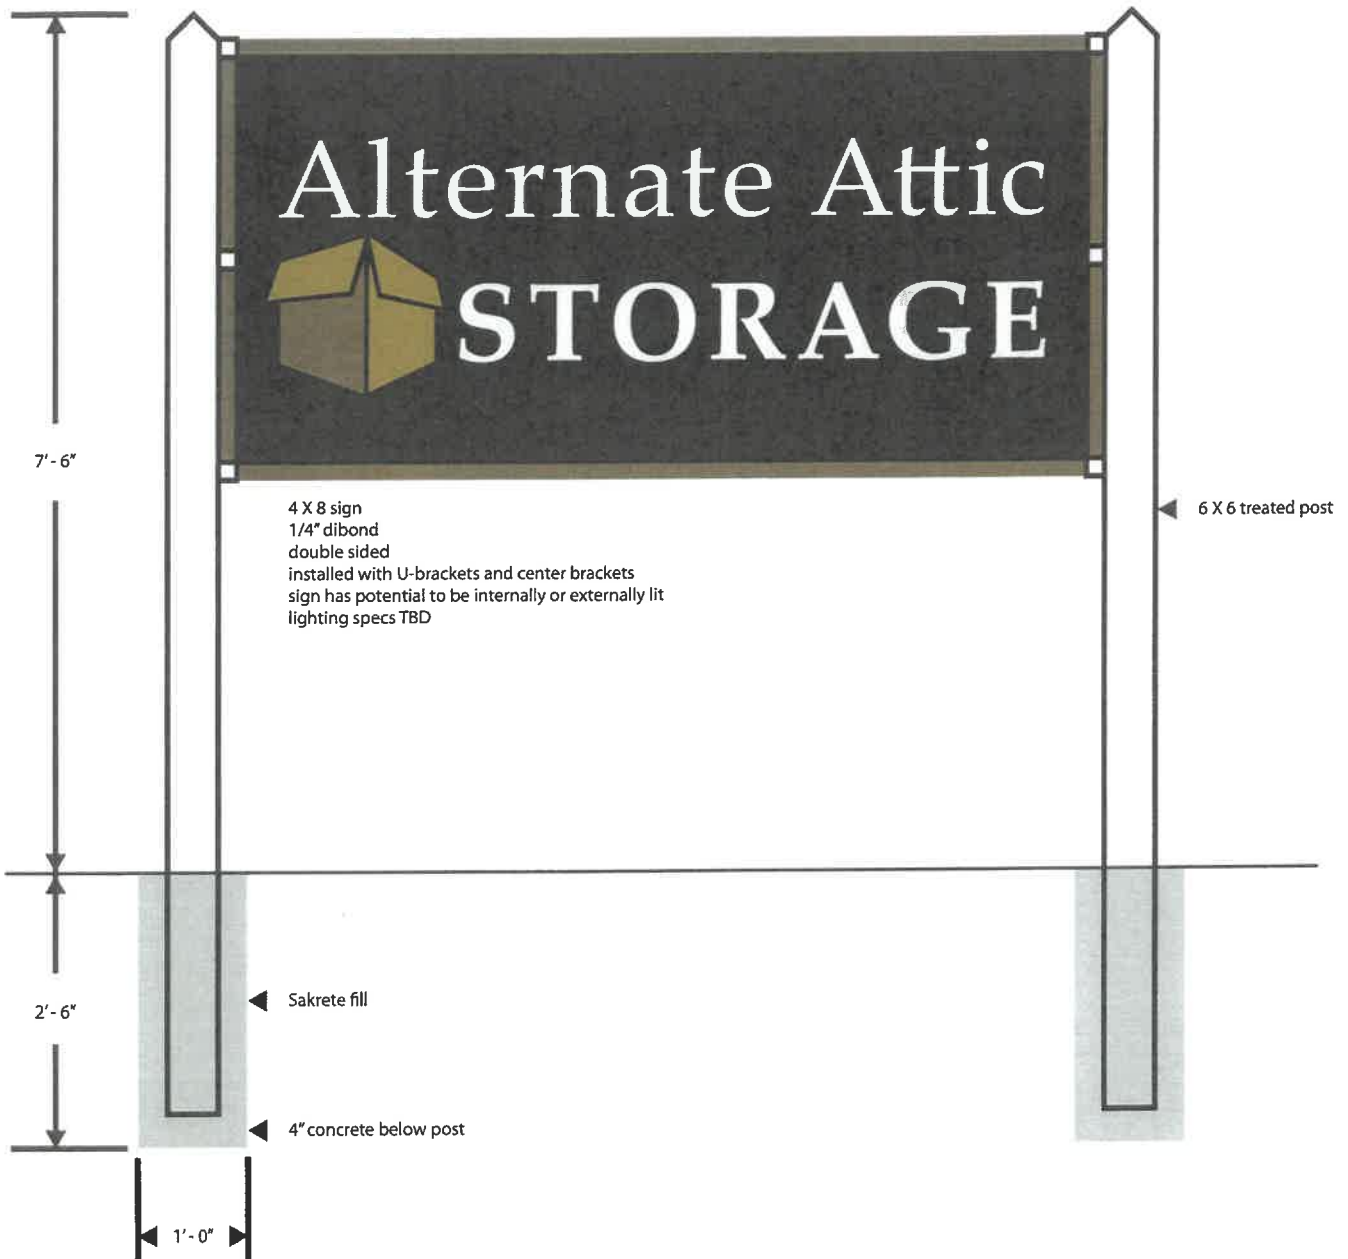 Alternate Attic
STORAGE
7'-6"
4 X 8 sign
1/4" dibond
double sided
installed with U-brackets and center brackets
sign has potential to be internally or externally lit
lighting specs TBD
6 X 6 treated post
Sakrete fill
2'-6"
4" concrete below post
1'-0"